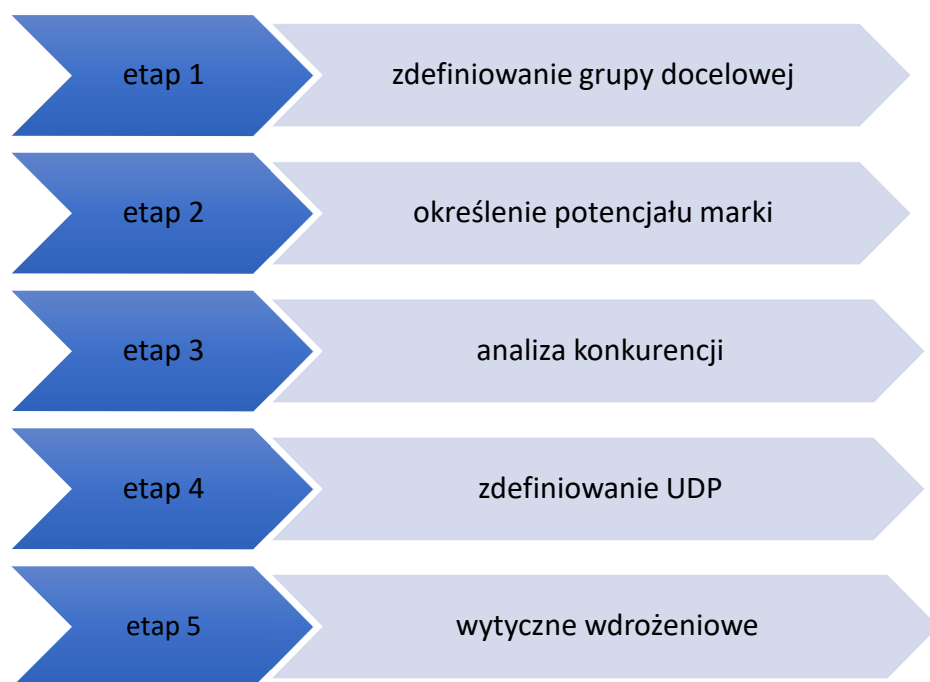 etap 1
zdefiniowanie grupy docelowej
etap 2
określenie potencjału marki
etap 3
analiza konkurencji
etap 4
zdefiniowanie UDP
etap 5
wytyczne wdrożeniowe